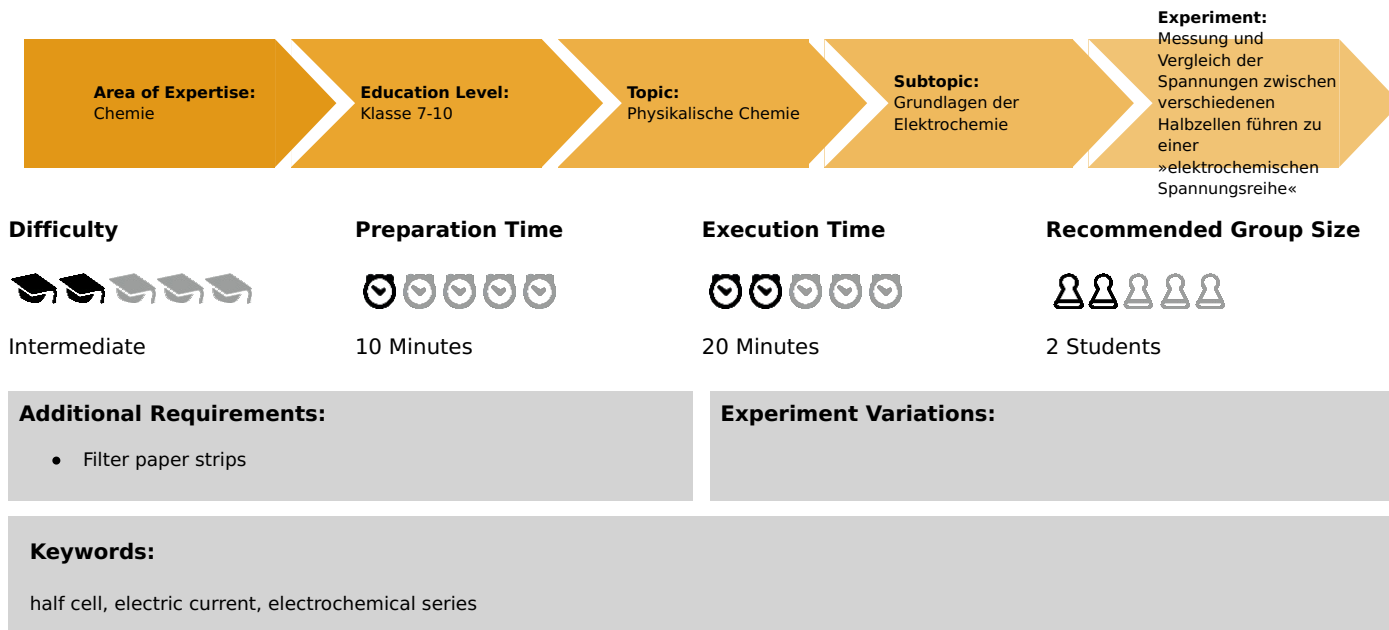 Area of Expertise:
Chemie
Education Level:
Klasse 7-10
Topic:
Physikalische Chemie
Subtopic:
Grundlagen der
Elektrochemie
Experiment:
Messung und
Vergleich der
Spannungen zwischen
verschiedenen
Halbzellen führen zu
einer
»elektrochemischen
Spannungsreihe«
Difficulty
Intermediate
Preparation Time
10 Minutes
Execution Time
20 Minutes
Recommended Group Size
2 Students
Additional Requirements:
● Filter paper strips
Experiment Variations:
Keywords:
half cell, electric current, electrochemical series